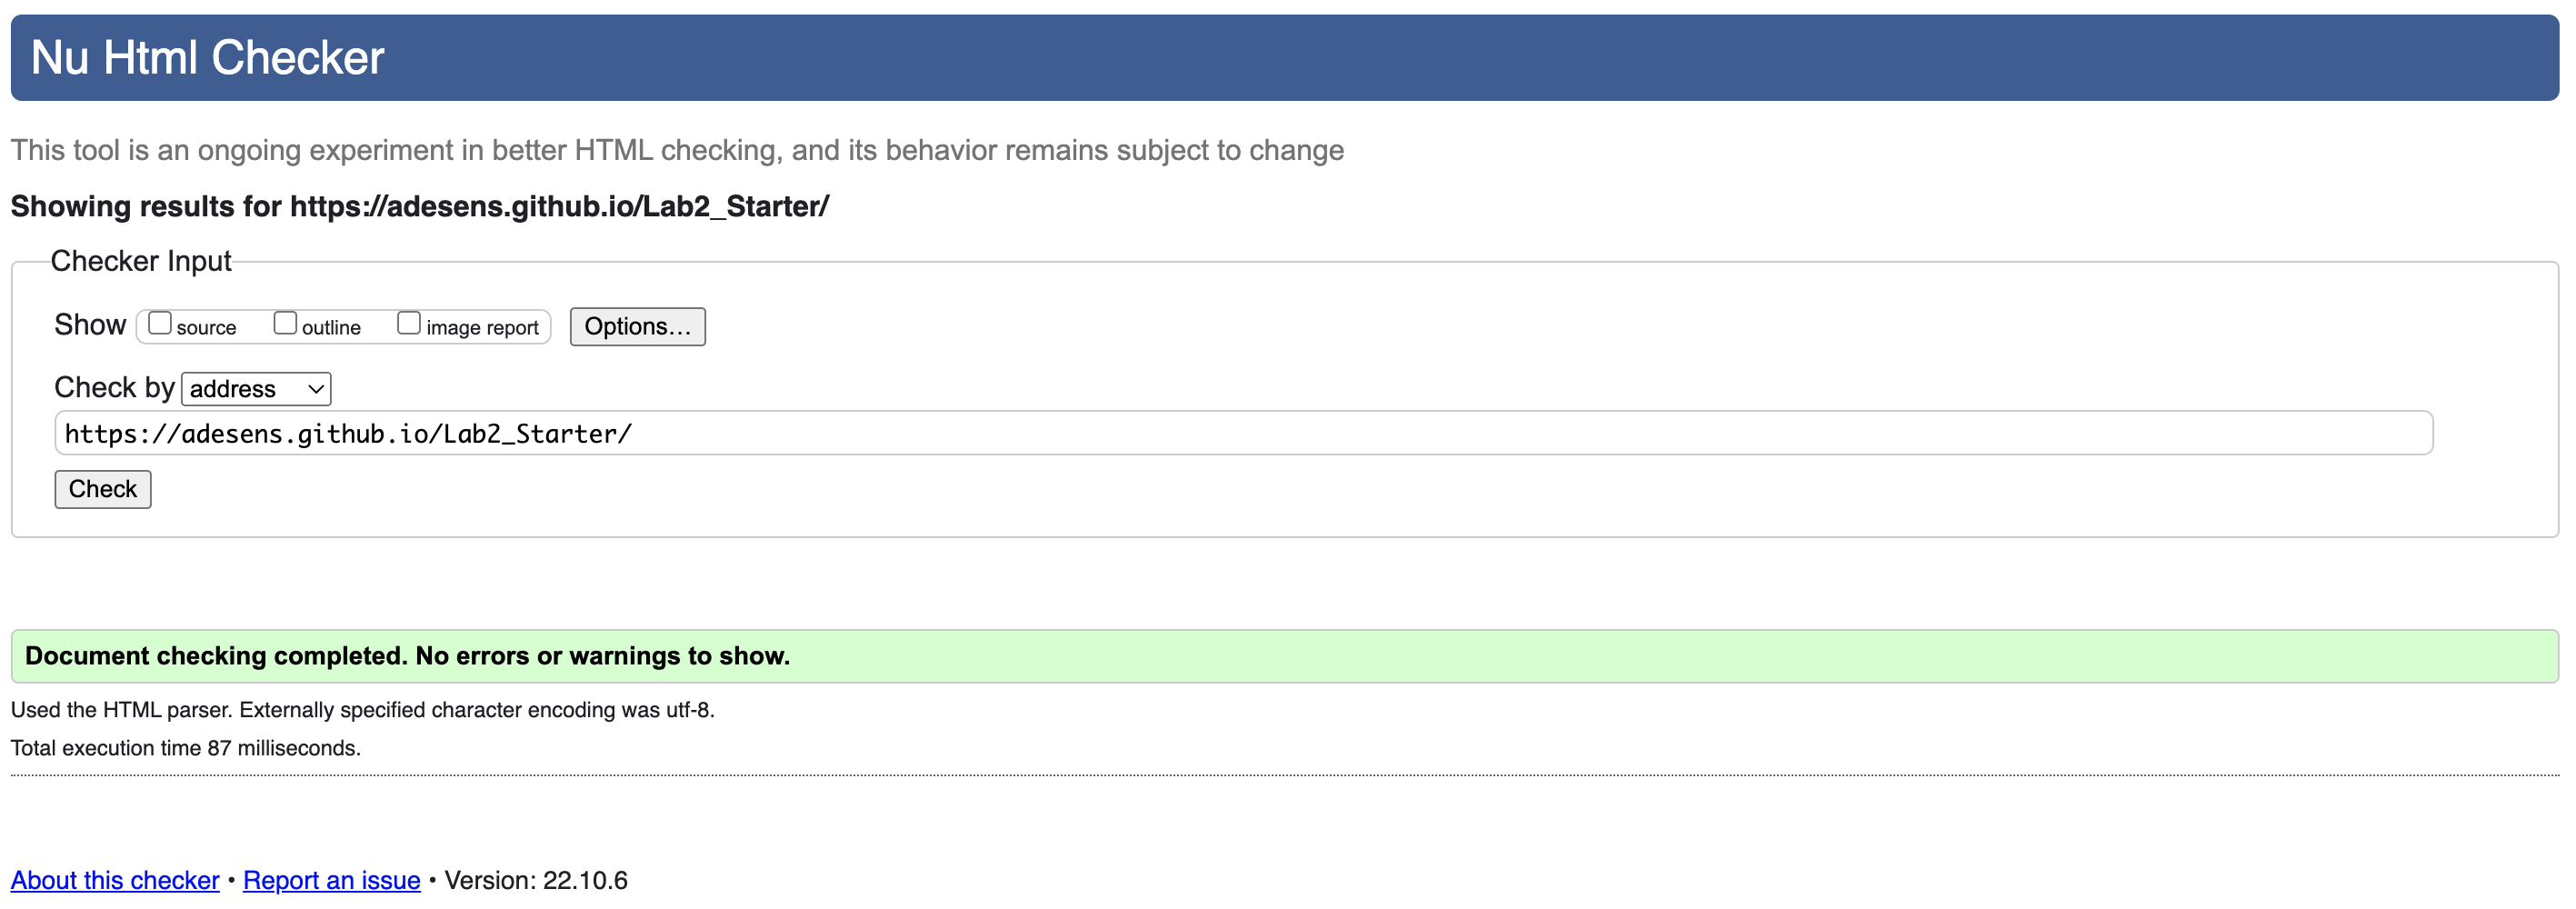 Nu Html Checker
This tool is an ongoing experiment in better HTML checking, and its behavior remains subject to change
Showing results for https://adesens.github.io/Lab2_Starter/
Checker Input
Show source outline image report Options...
Check by address
https://adesens.github.io/Lab2_Starter/
Check
Document checking completed. No errors or warnings to show.
Used the HTML parser. Externally specified character encoding was utf-8.
Total execution time 87 milliseconds.
About this checker • Report an issue • Version: 22.10.6